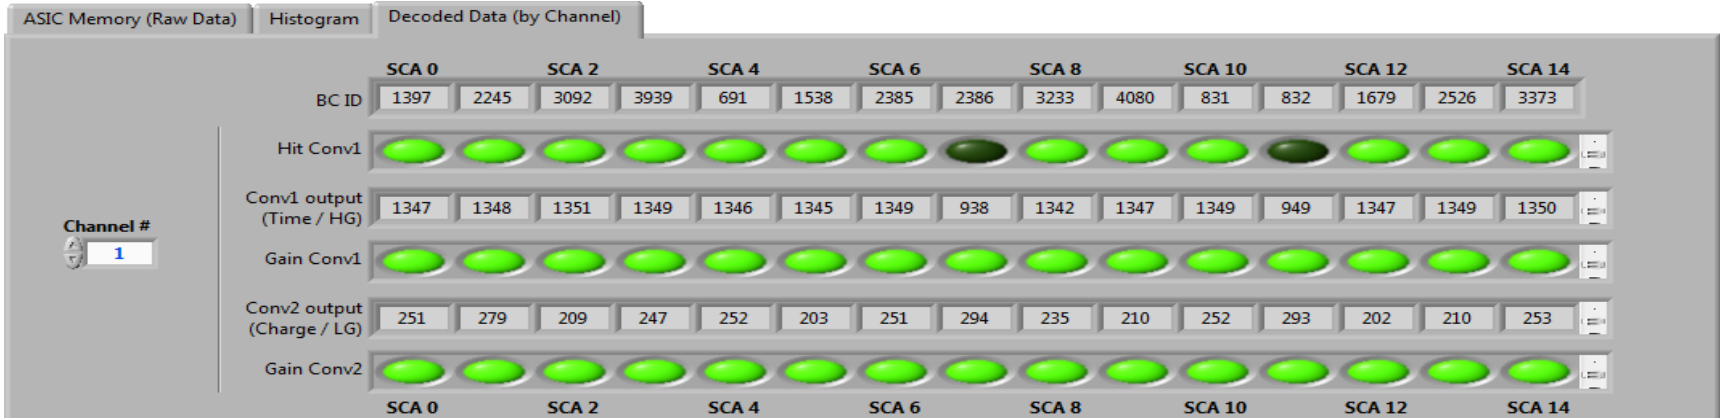 ASIC Memory (Raw Data) Histogram Decoded Data (by Channel)
SCA 0 SCA 2 SCA 4 SCA 6 SCA 8 SCA 10 SCA 12 SCA 14
BC ID 1397 2245 3092 3939 691 1538 2385 2386 3233 4080 831 832 1679 2526 3373
Hit Conv1
Conv1 output
(Time / HG) 1347 1348 1351 1349 1346 1345 1349 938 1342 1347 1349 949 1347 1349 1350
Channel #
1
Gain Conv1
Conv2 output
(Charge / LG) 251 279 209 247 252 203 251 294 235 210 252 293 202 210 253
Gain Conv2
SCA 0 SCA 2 SCA 4 SCA 6 SCA 8 SCA 10 SCA 12 SCA 14